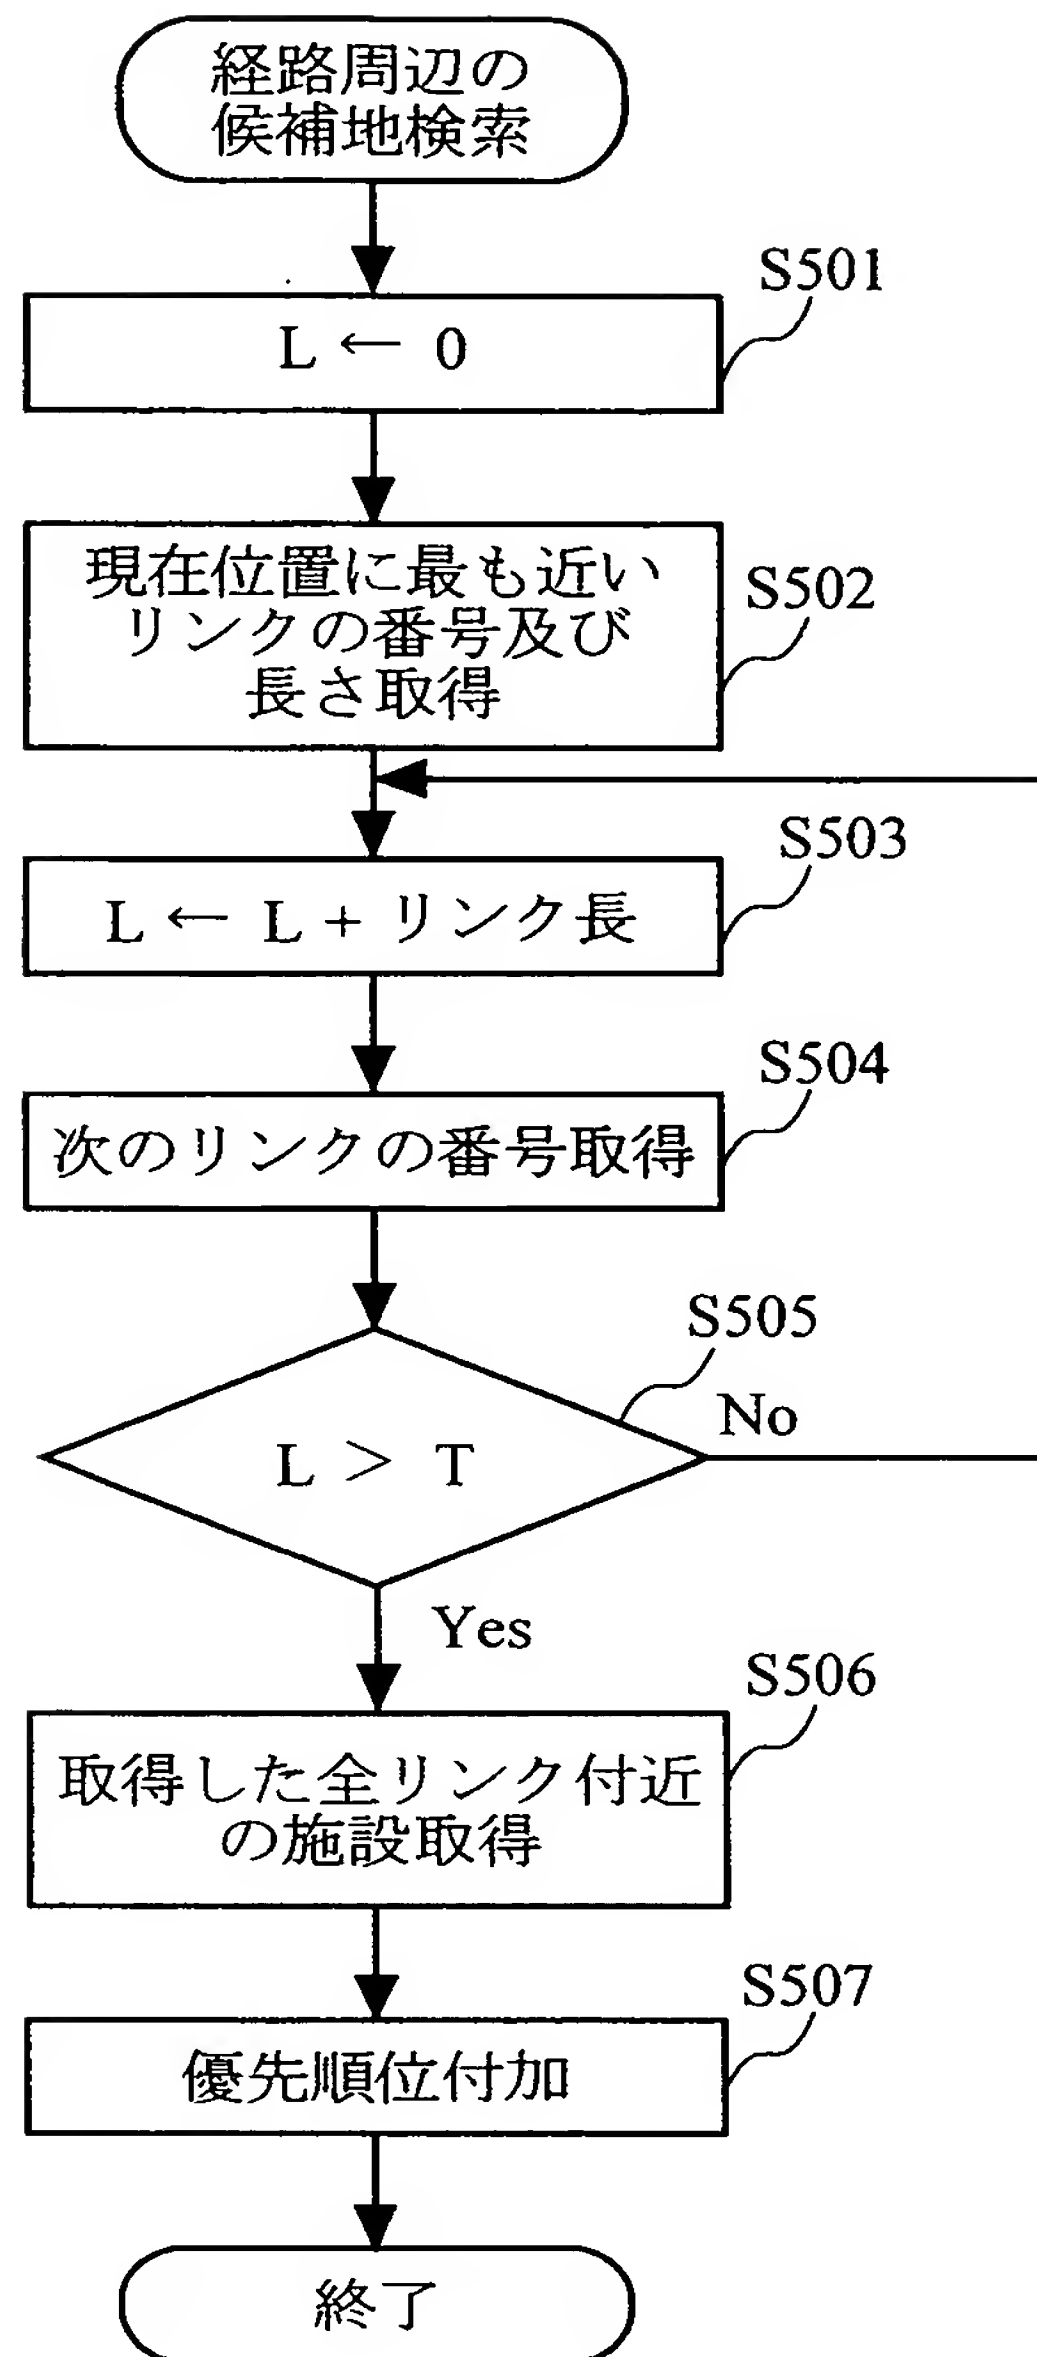 経路周辺の
候補地検索
S501
L ← 0
現在位置に最も近い
リンクの番号及び
長さ取得
S502
S503
L ← L + リンク長
S504
次のリンクの番号取得
S505
L > T
No
Yes
S506
取得した全リンク付近
の施設取得
S507
優先順位付加
終了